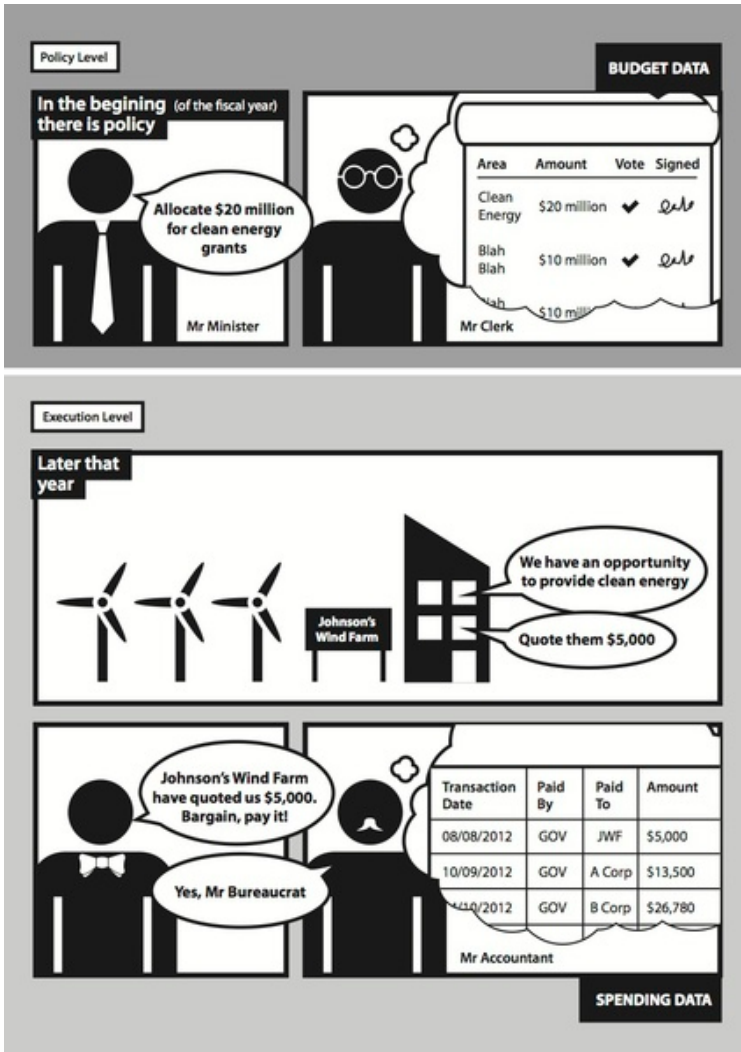 Policy Level
BUDGET DATA
In the begining (of the fiscal year)
there is policy
Allocate $20 million
for clean energy
grants
Mr Minister
Area Amount Vote Signed
Clean
Energy $20 million ✔
Blah
Blah $10 million ✔
Blah
$10 million
Mr Clerk
Execution Level
Later that
year
Johnson's
Wind Farm
We have an opportunity
to provide clean energy
Quote them $5,000
Johnson's Wind Farm
have quoted us $5,000.
Bargain, pay it!
Yes, Mr Bureaucrat
Transaction Date Paid By Paid To Amount
08/08/2012 GOV JWF $5,000
10/09/2012 GOV A Corp $13,500
/10/2012 GOV B Corp $26,780
Mr Accountant
SPENDING DATA